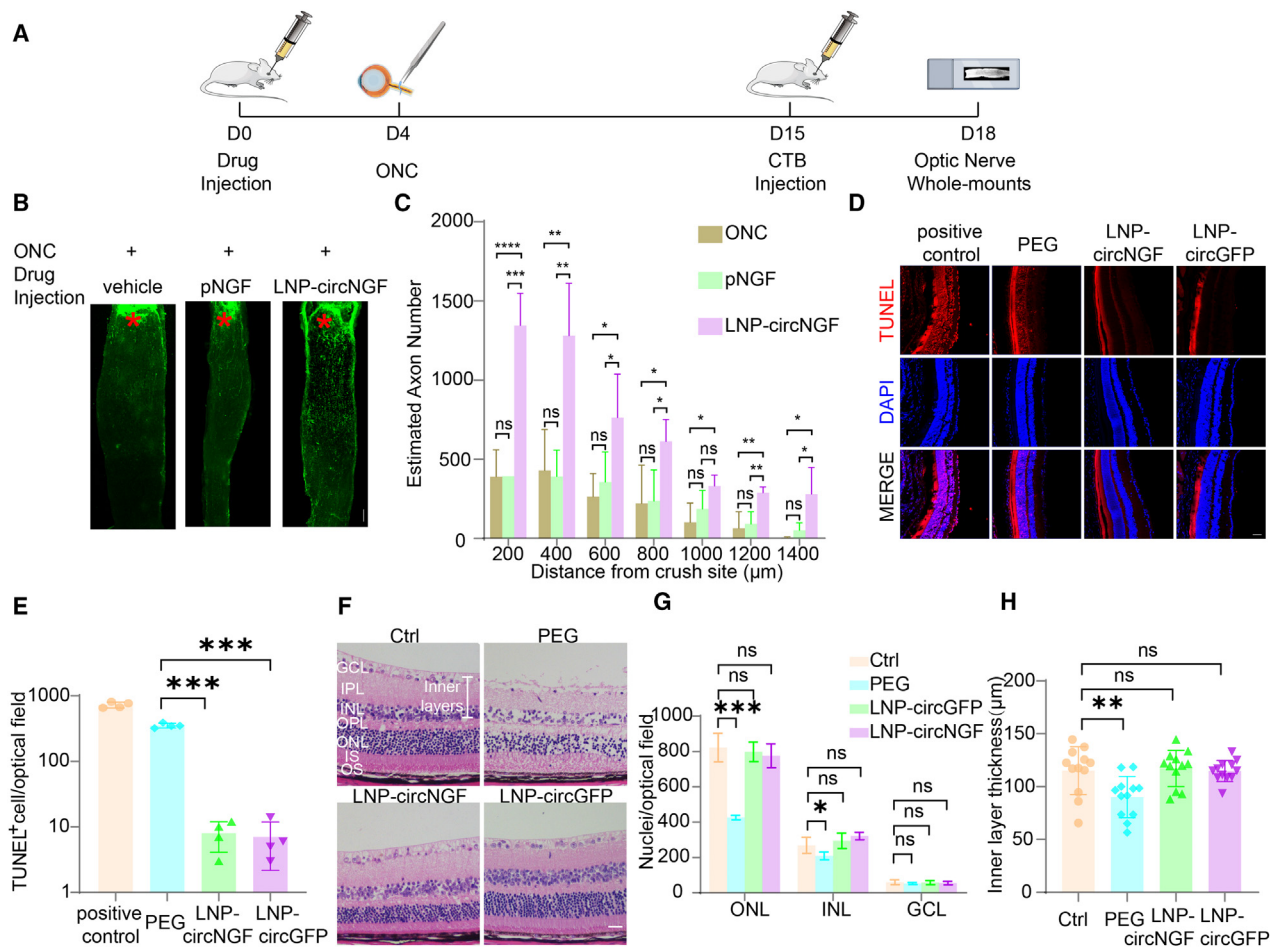 A
D0
Drug
Injection
D4
ONC
D15
CTB
Injection
D18
Optic Nerve
Whole-mounts
B
ONC + + +
Drug
Injection vehicle pNGF LNP-circNGF
* * *
C
Estimated Axon Number
2000
1500
1000
500
0
ONC
pNGF
LNP-circNGF
**** *** ns
** ** ns
* * ns
* * ns
* ns ns
** ** ns
* * ns
200 400 600 800 1000 1200 1400
Distance from crush site (μm)
D
positive
control
PEG
LNP-
circNGF
LNP-
circGFP
TUNEL
DAPI
MERGE
E
TUNEL+cell/optical field
1000
100
10
1
***
***
positive
control
PEG
LNP-
circNGF
LNP-
circGFP
F
Ctrl PEG
GCL
IPL
INL
OPL
ONL
IS
OS
Inner
layers
LNP-circNGF LNP-circGFP
G
Nuclei/optical field
1000
800
600
400
200
0
Ctrl
PEG
LNP-circGFP
LNP-circNGF
ns
ns
***
ns
ns
*
ns
ns
ns
ONL INL GCL
H
Inner layer thickness(μm)
200
150
100
50
0
ns
ns
**
Ctrl
PEG
LNP-
circNGF
LNP-
circGFP